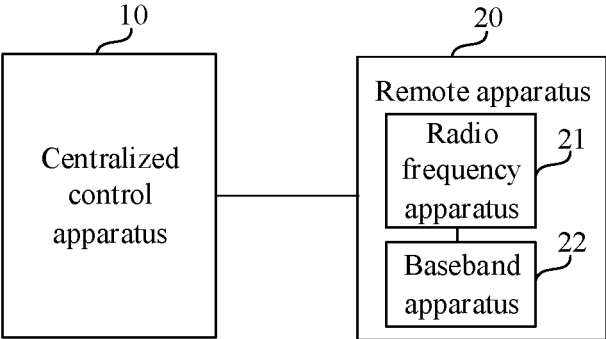 10
20
Centralized
control
apparatus
Remote apparatus
Radio
frequency
apparatus
21
Baseband
apparatus
22